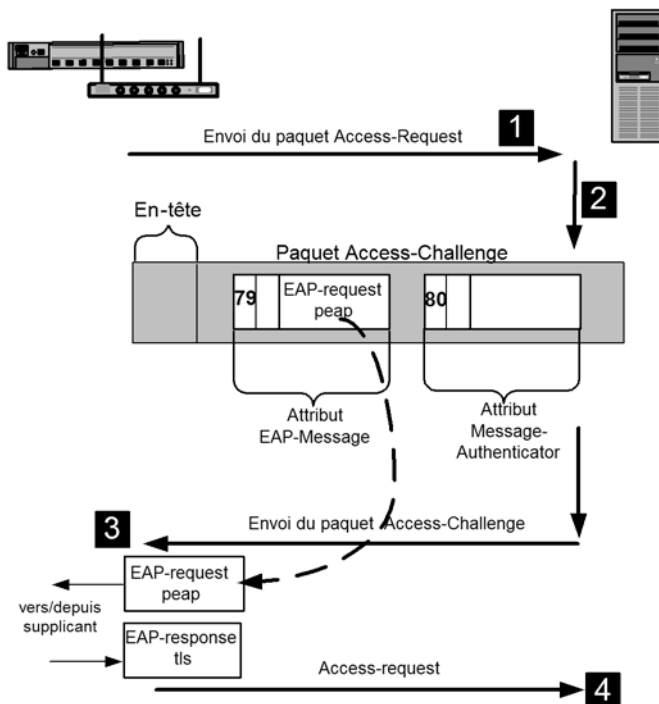 Envoi du paquet Access-Request
1
2
En-tête
Paquet Access-Challenge
79
EAP-request
peap
80
Attribut
EAP-Message
Attribut
Message-
Authenticator
3
Envoi du paquet Access-Challenge
EAP-request
peap
vers/depuis
supplicant
EAP-response
tls
Access-request
4